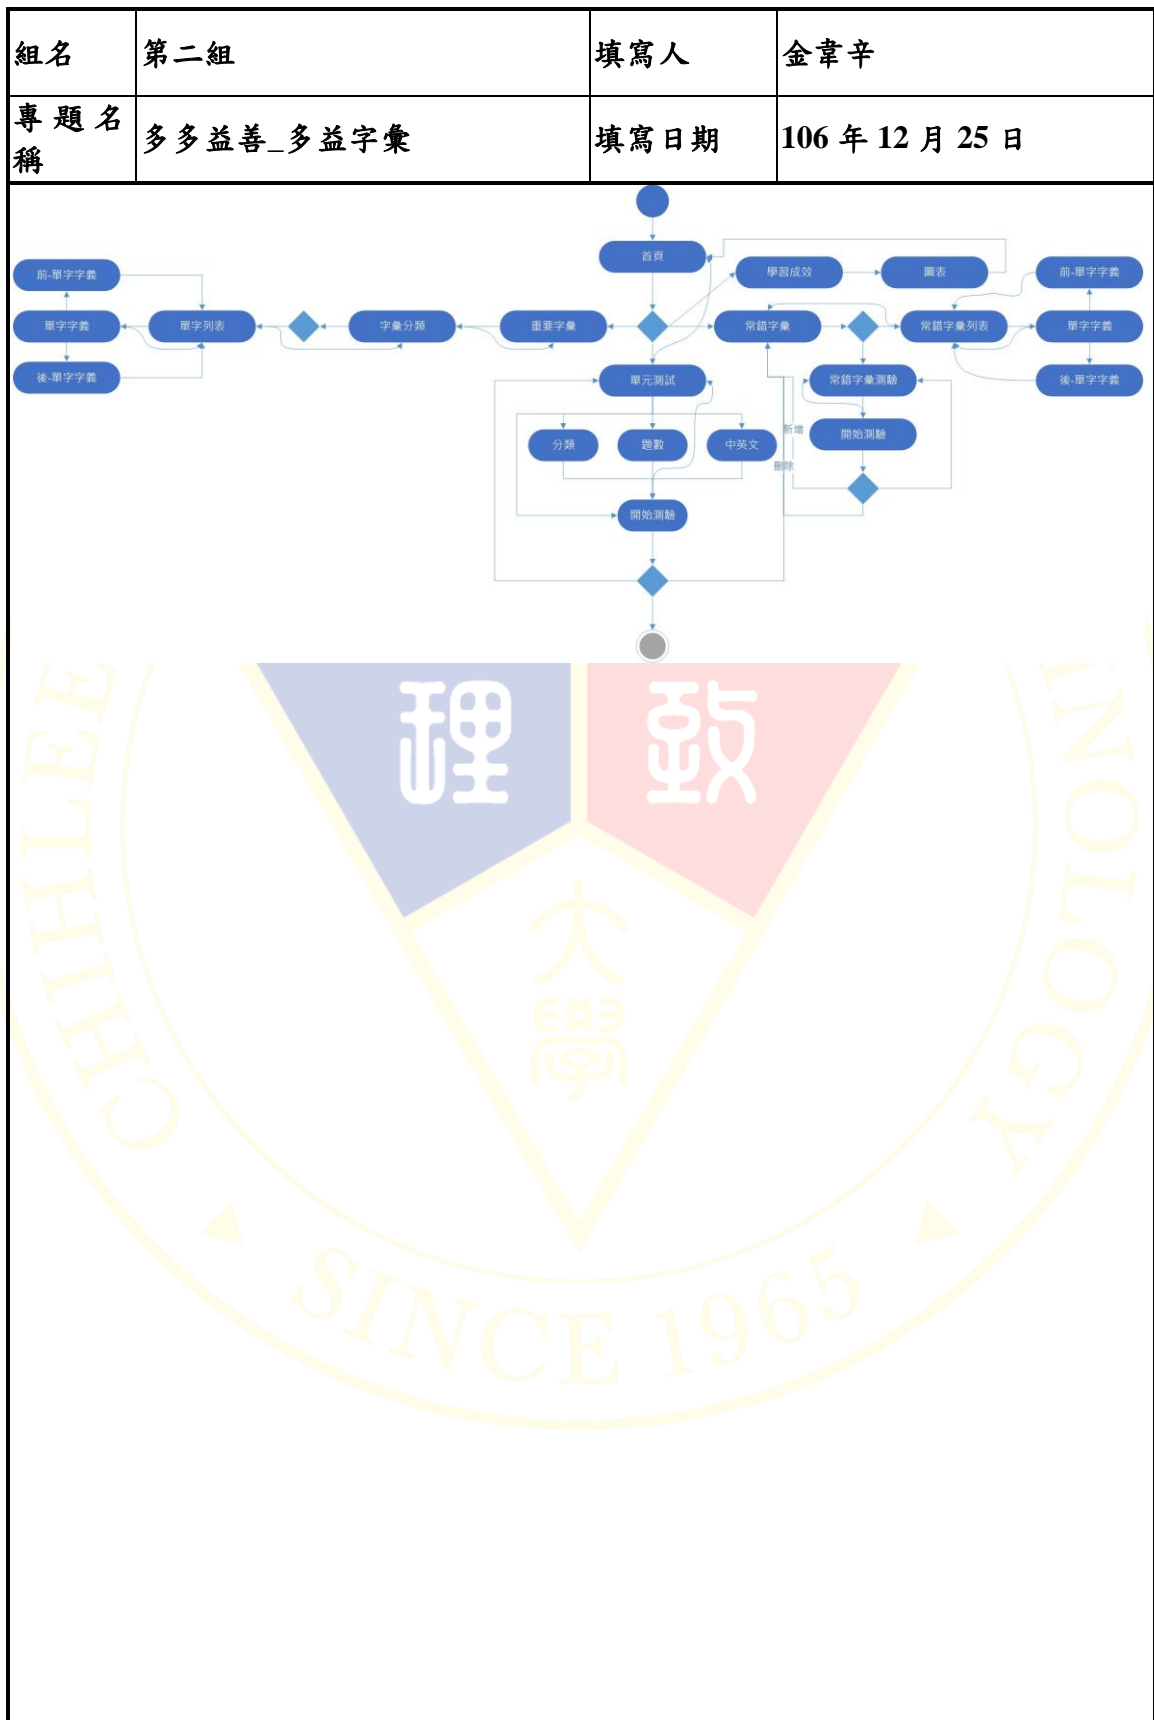 組名 第二組 填寫人 金韋辛
專題名稱 多多益善_多益字彙 填寫日期 106 年 12 月 25 日
首頁
前-單字字義 學習成效 圖表 前-單字字義
單字字義 單字列表 字彙分類 重要字彙 常錯字彙 常錯字彙列表 單字字義
後-單字字義 單元測試 常錯字彙測驗 後-單字字義
新增 開始測驗
分類 題數 中英文
刪除
開始測驗
理 致
大
學
CHIHLEE
NOLOGY
SINCE 1965